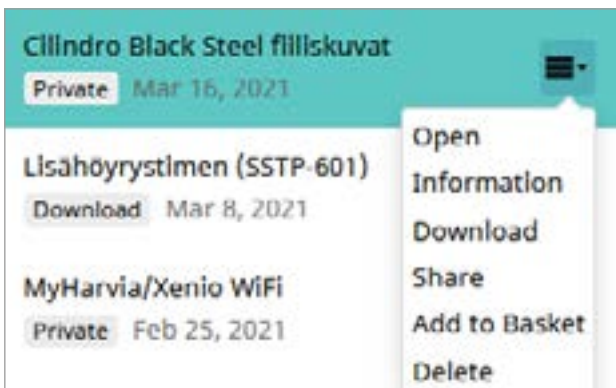 Cilindro Black Steel fiiliskuvat
Private Mar 16, 2021
Open
Information
Download
Share
Add to Basket
Delete
Lisähöyrystimen (SSTP-601)
Download Mar 8, 2021
MyHarvia/Xenio WiFi
Private Feb 25, 2021